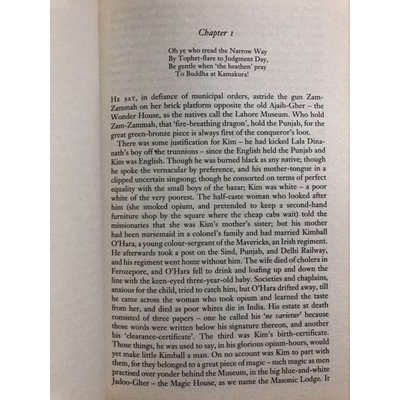 Chapter 1
Oh ye who tread the Narrow Way
By Tophet-flare to Judgment Day,
Be gentle when 'the heathen' pray
To Buddha at Kamakura!
HE SAT, in defiance of municipal orders, astride the gun Zam-
Zammah on her brick platform opposite the old Ajaib-Gher – the
Wonder House, as the natives call the Lahore Museum. Who hold
Zam-Zammah, that 'fire-breathing dragon', hold the Punjab, for the
great green-bronze piece is always first of the conqueror's loot.
There was some justification for Kim – he had kicked Lala Dina-
nath's boy off the trunnions – since the English held the Punjab and
Kim was English. Though he was burned black as any native; though
he spoke the vernacular by preference, and his mother-tongue in a
clipped uncertain singsong; though he consorted on terms of perfect
equality with the small boys of the bazar; Kim was white – a poor
white of the very poorest. The half-caste woman who looked after
him (she smoked opium, and pretended to keep a second-hand
furniture shop by the square where the cheap cabs wait) told the
missionaries that she was Kim's mother's sister; but his mother
had been nursemaid in a colonel's family and had married Kimball
O'Hara, a young colour-sergeant of the Mavericks, an Irish regiment.
He afterwards took a post on the Sind, Punjab, and Delhi Railway,
and his regiment went home without him. The wife died of cholera in
Ferozepore, and O'Hara fell to drink and loafing up and down the
line with the keen-eyed three-year-old baby. Societies and chaplains,
anxious for the child, tried to catch him, but O'Hara drifted away, till
he came across the woman who took opium and learned the taste
from her, and died as poor whites die in India. His estate at death
consisted of three papers – one he called his 'ne varietur' because
those words were written below his signature thereon, and another
his 'clearance-certificate'. The third was Kim's birth-certificate.
Those things, he was used to say, in his glorious opium-hours, would
yet make little Kimball a man. On no account was Kim to part with
them, for they belonged to a great piece of magic – such magic as men
practised over yonder behind the Museum, in the big blue-and-white
Jadoo-Gher – the Magic House, as we name the Masonic Lodge. It